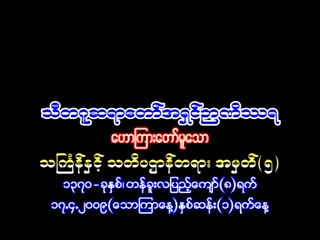 သီတဂူဆရာတော်အရှင်ဉာဏိဿရ
ဟောကြားတော်မူသော
သင်္ကြန်နှင့် သတိပဋ္ဌာန်တရား အမှတ်(၅)
၁၃၇၀-ခုနှစ်၊တန်ခူးလပြည့်ကျော်(၈)ရက်
၁၇.၄.၂၀၀၉(သောကြာနေ့)နှစ်ဆန်း(၁)ရက်နေ့